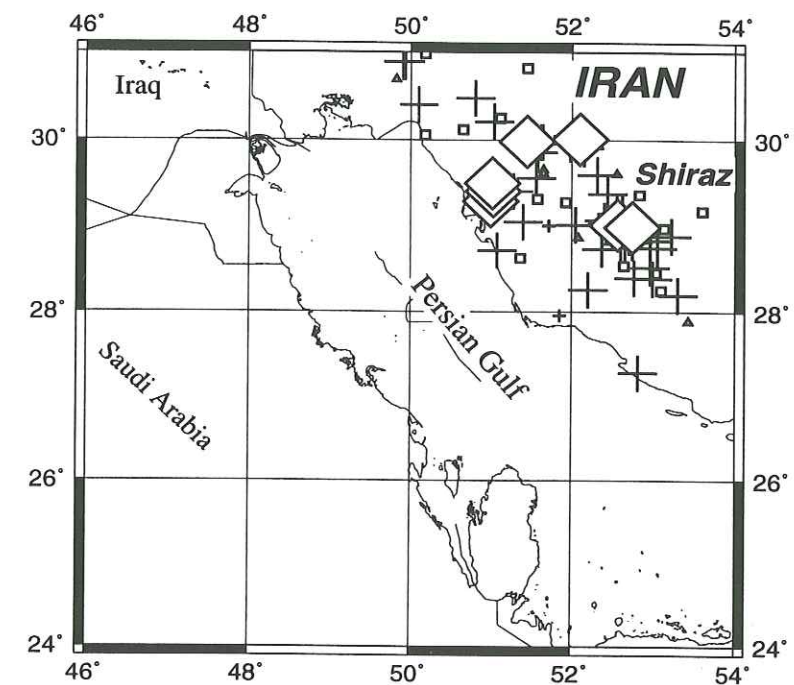 46° 48° 50° 52° 54°
Iraq
IRAN
30° 30°
Shiraz
28° 28°
Persian Gulf
Saudi Arabia
26° 26°
24° 24°
46° 48° 50° 52° 54°